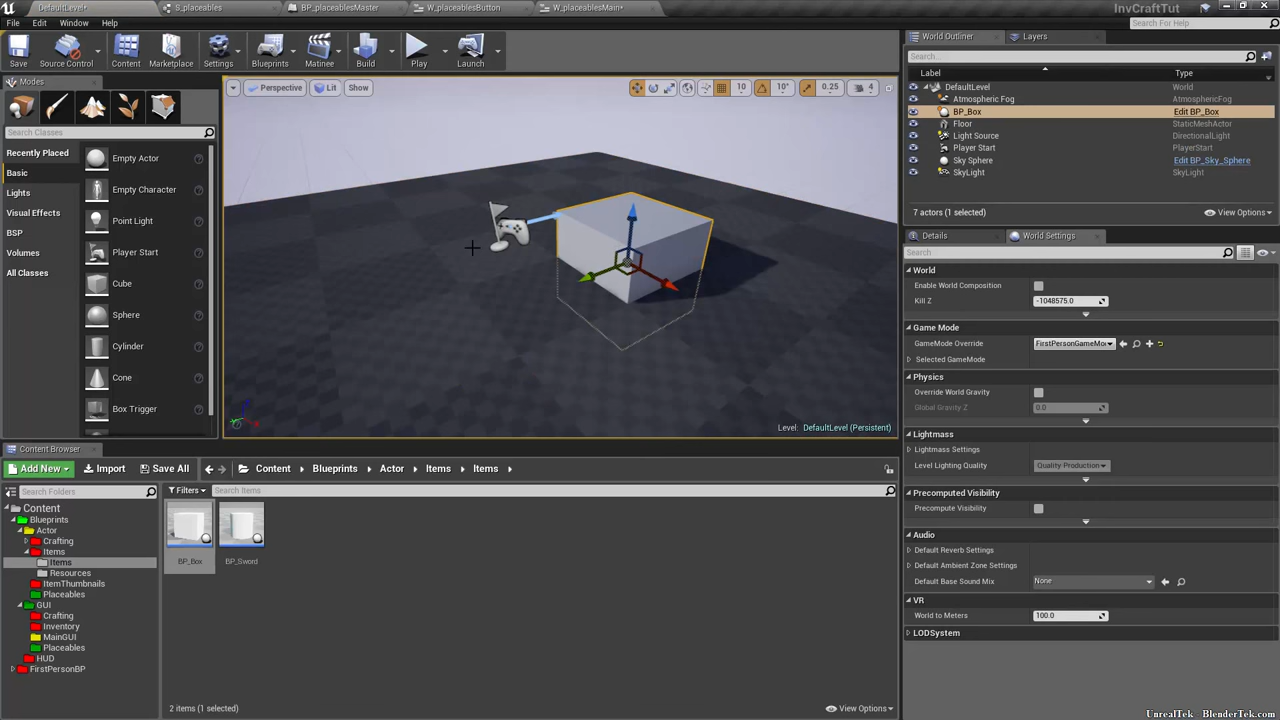 DefaultLevel*
S_placeables
BP_placeablesMaster
W_placeablesButton
W_placeablesMain*
InvCraftTut
File
Edit
Window
Help
Search For Help
Save
Source Control
Content
Marketplace
Settings
Blueprints
Matinee
Build
Play
Launch
World Outliner
Layers
Search...
Label
Type
DefaultLevel
World
Atmospheric Fog
AtmosphericFog
BP_Box
Edit BP_Box
Floor
StaticMeshActor
Light Source
DirectionalLight
Player Start
PlayerStart
Sky Sphere
Edit BP_Sky_Sphere
SkyLight
SkyLight
7 actors (1 selected)
View Options
Modes
Search Classes
Recently Placed
Basic
Lights
Visual Effects
BSP
Volumes
All Classes
Empty Actor
Empty Character
Point Light
Player Start
Cube
Sphere
Cylinder
Cone
Box Trigger
Perspective
Lit
Show
10
10°
0.25
4
Level: DefaultLevel (Persistent)
Details
World Settings
Search
World
Enable World Composition
Kill Z
-1048575.0
Game Mode
GameMode Override
FirstPersonGameMo
Selected GameMode
Physics
Override World Gravity
Global Gravity Z
0.0
Lightmass
Lightmass Settings
Level Lighting Quality
Quality Production
Precomputed Visibility
Precompute Visibility
Audio
Default Reverb Settings
Default Ambient Zone Settings
Default Base Sound Mix
None
VR
World to Meters
100.0
LODSystem
Content Browser
Add New
Import
Save All
Content
Blueprints
Actor
Items
Items
Search Folders
Filters
Search Items
Content
Blueprints
Actor
Crafting
Items
Items
Resources
ItemThumbnails
Placeables
GUI
Crafting
Inventory
MainGUI
Placeables
HUD
FirstPersonBP
BP_Box
BP_Sword
2 items (1 selected)
View Options
UnrealTek - BlenderTek.com